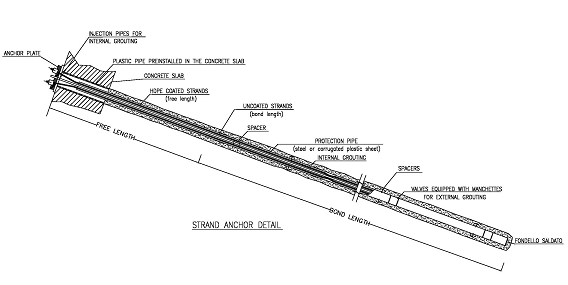 INJECTION PIPES FOR
INTERNAL GROUTING
ANCHOR PLATE
PLASTIC PIPE PREINSTALLED IN THE CONCRETE SLAB
CONCRETE SLAB
HDPE COATED STRANDS
(free length)
UNCOATED STRANDS
(bond length)
SPACER
PROTECTION PIPE
(steel or corrugated plastic sheet)
INTERNAL GROUTING
FREE LENGTH
SPACERS
VALVES EQUIPPED WITH MANCHETTES
FOR EXTERNAL GROUTING
BOND LENGTH
STRAND ANCHOR DETAIL
FONDELLO SALDATO